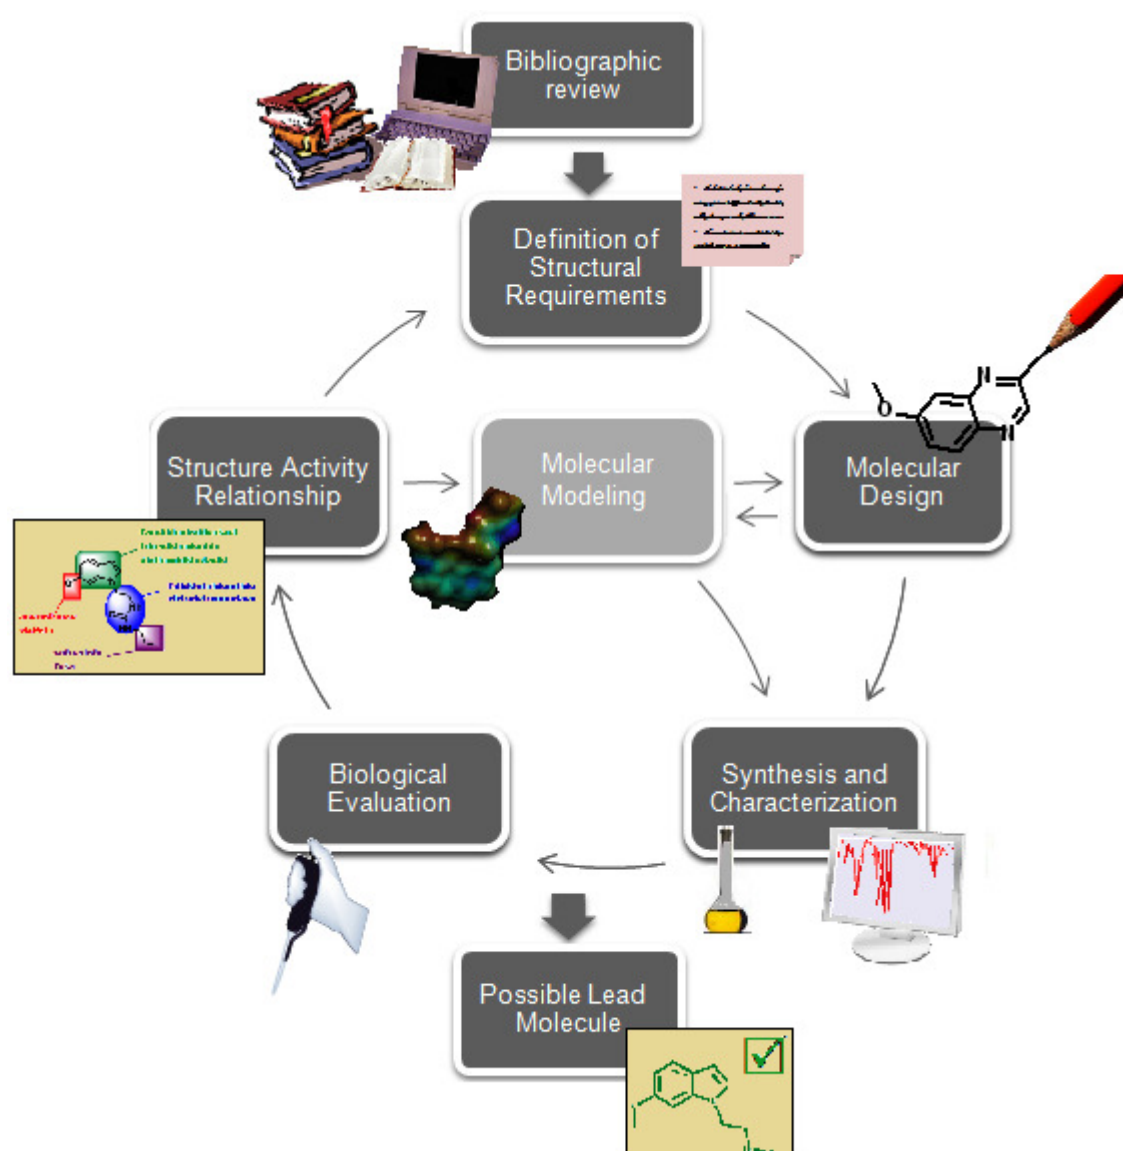 Bibliographic
review
Definition of
Structural
Requirements
N
O
N
Structure Activity
Relationship
Molecular
Modeling
Molecular
Design
Biological
Evaluation
Synthesis and
Characterization
Possible Lead
Molecule